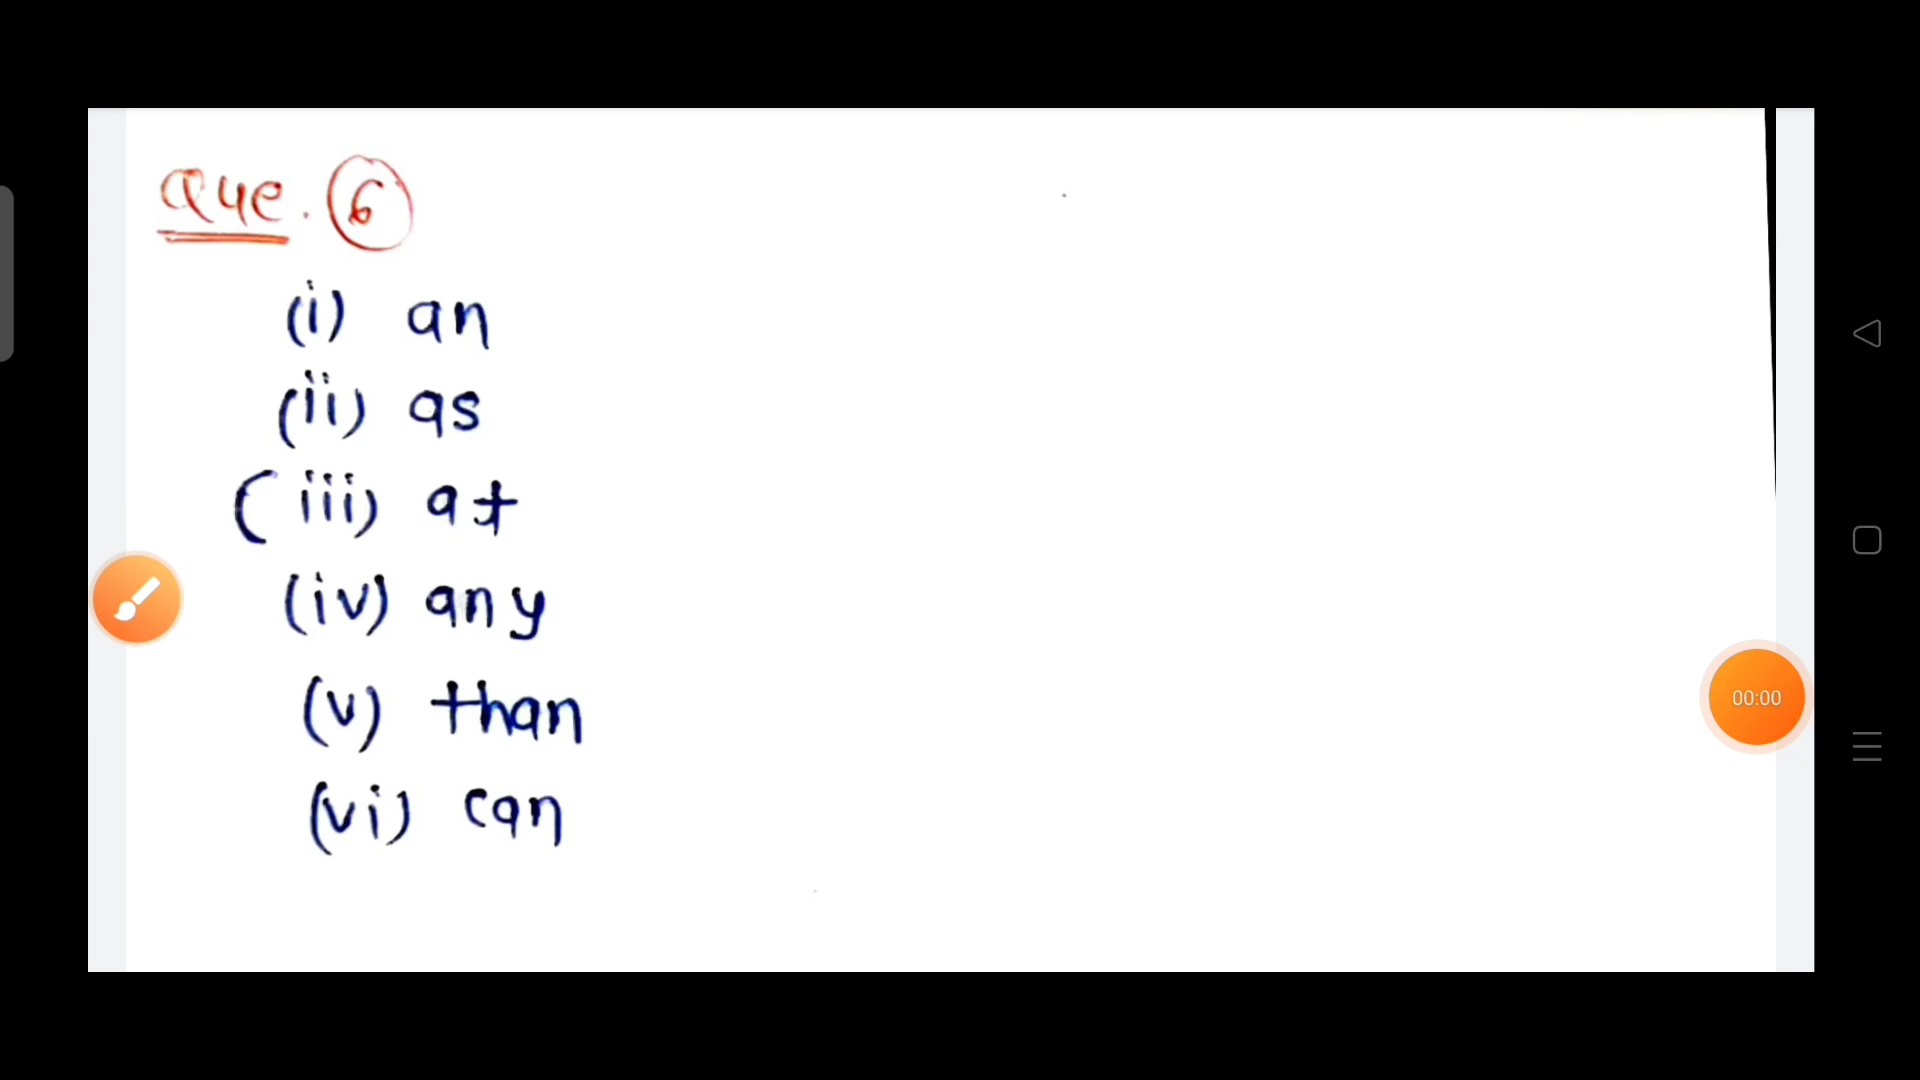 Que. 6
(i) an
(ii) as
(iii) at
(iv) any
(v) than
(vi) can
00:00